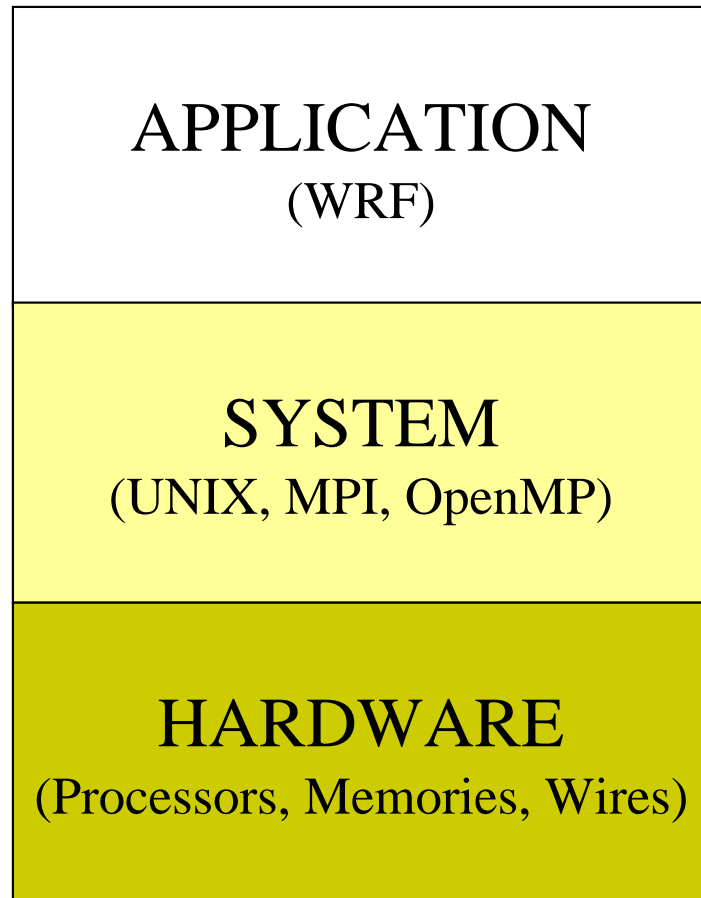 APPLICATION
(WRF)
SYSTEM
(UNIX, MPI, OpenMP)
HARDWARE
(Processors, Memories, Wires)